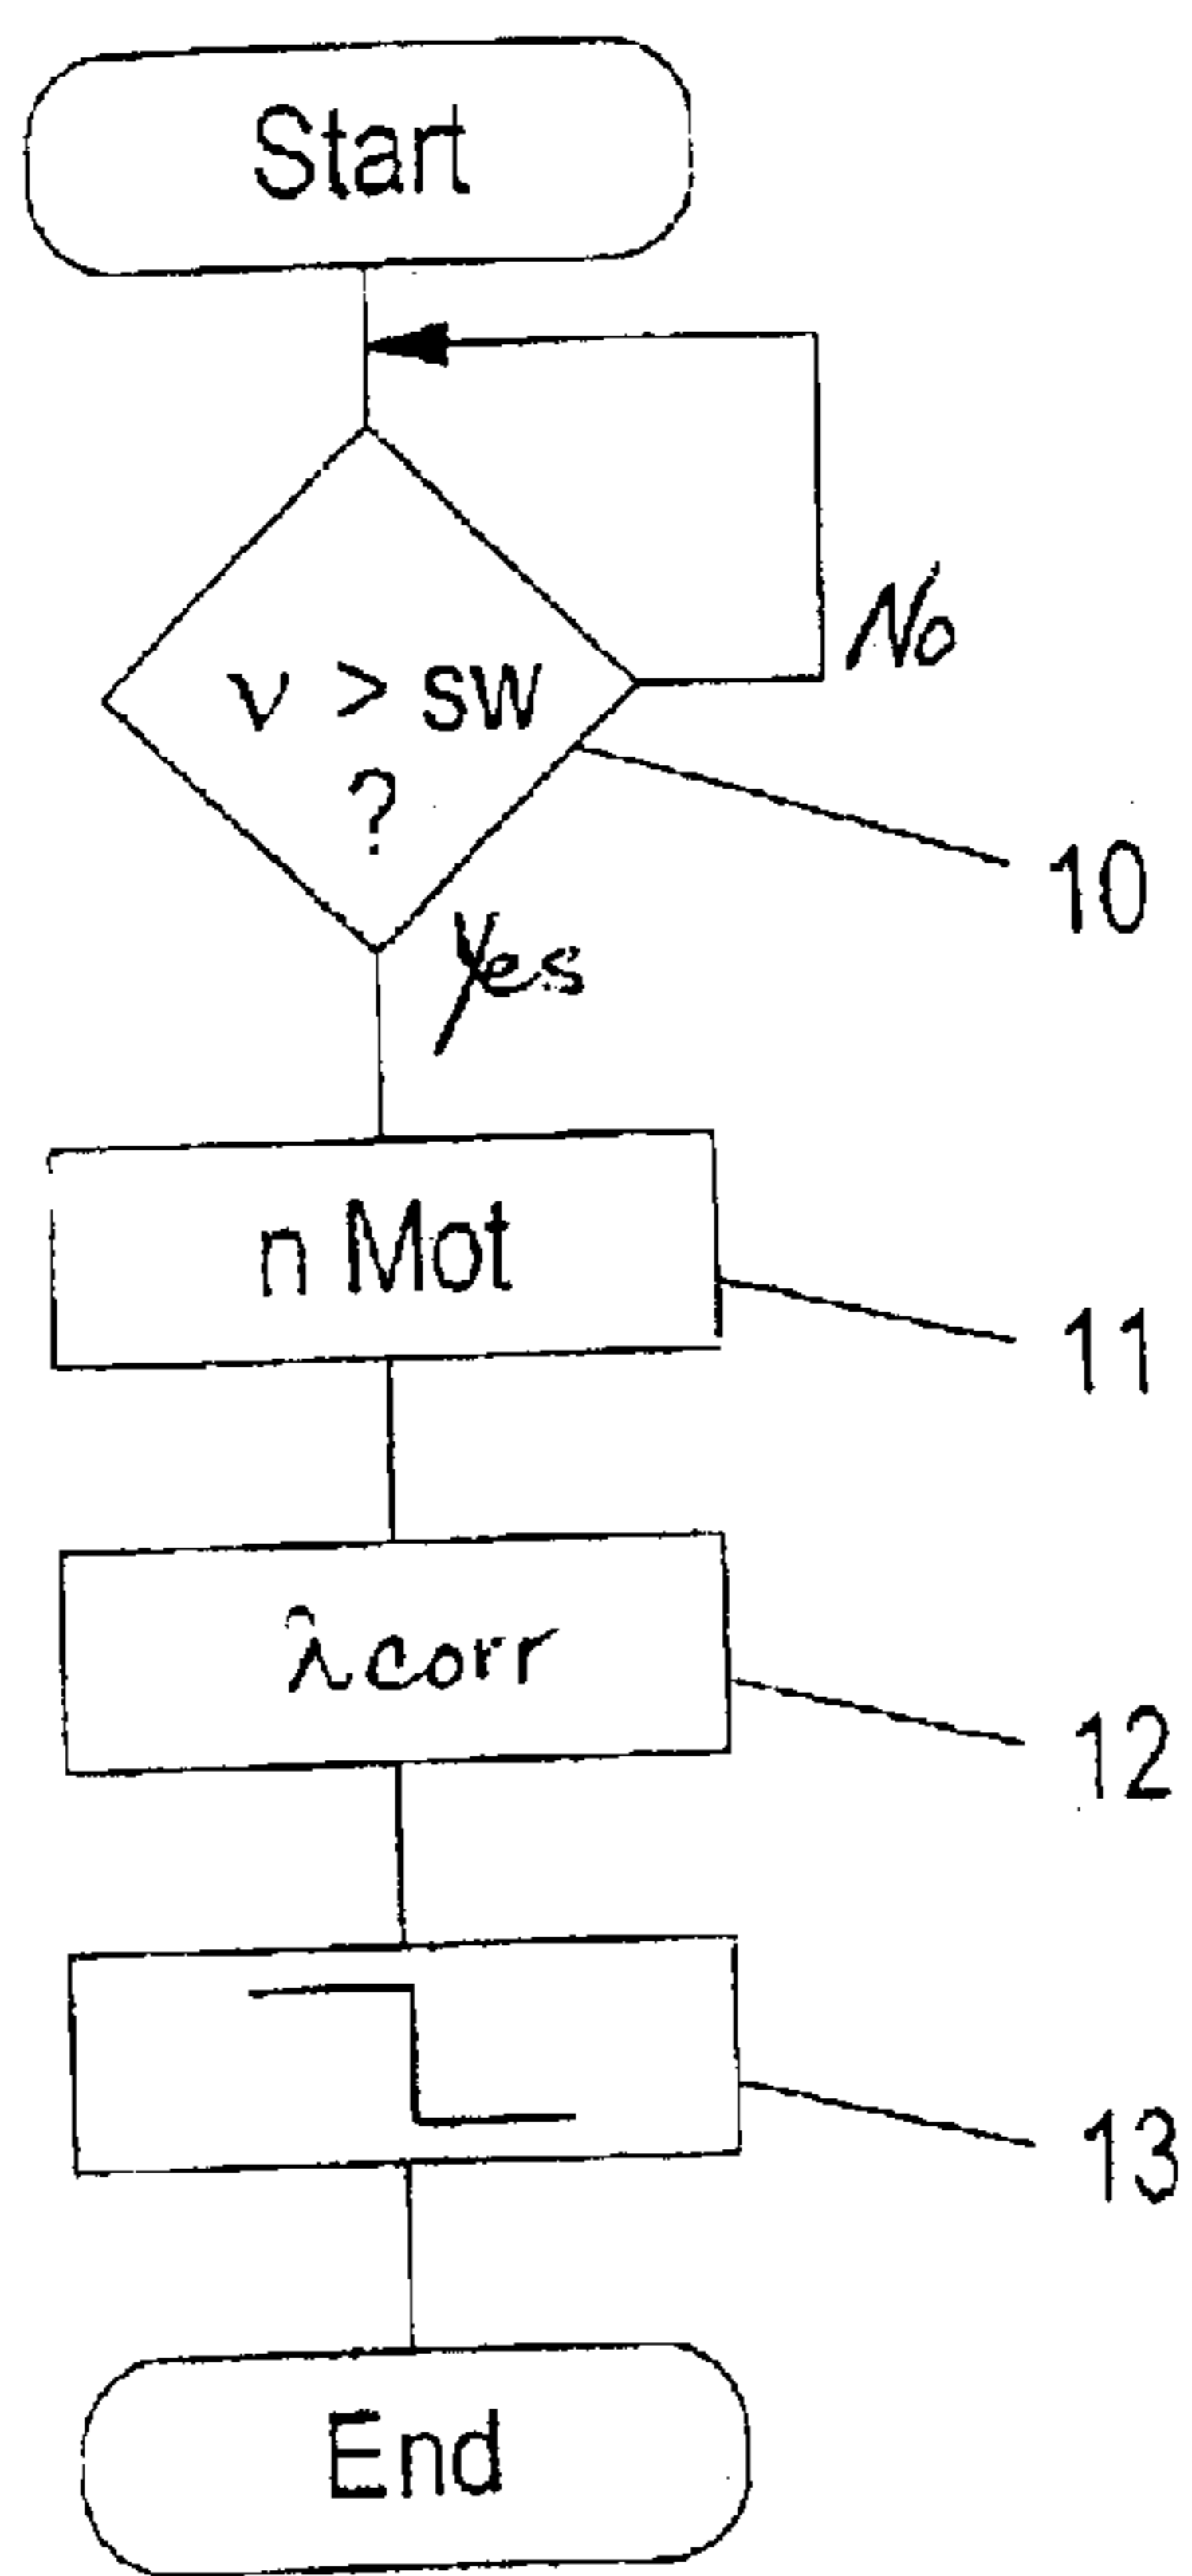 Start
No
ν > sw
?
10
Yes
n Mot
11
λcorr
12
13
End